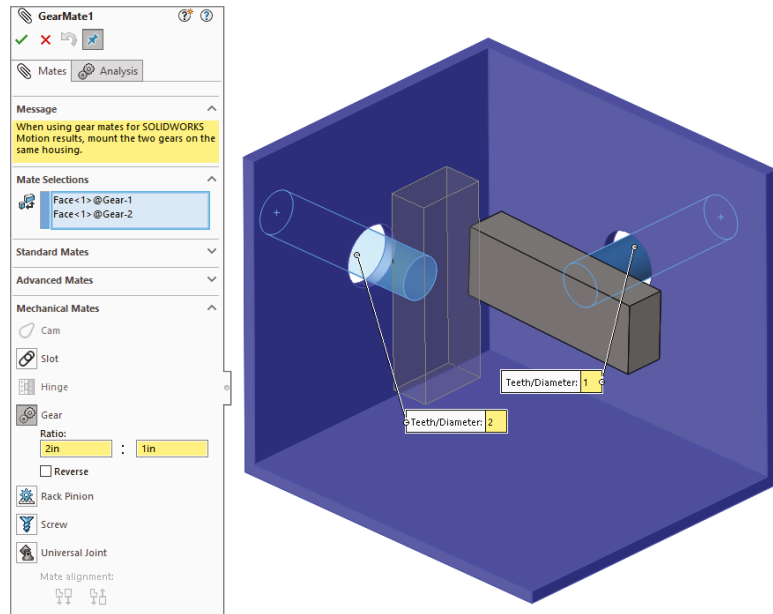 GearMate1
Mates
Analysis
Message
When using gear mates for SOLIDWORKS
Motion results, mount the two gears on the
same housing.
Mate Selections
Face<1>@Gear-1
Face<1>@Gear-2
Standard Mates
Advanced Mates
Mechanical Mates
Cam
Slot
Hinge
Gear
Ratio:
2in : 1in
Reverse
Rack Pinion
Screw
Universal Joint
Mate alignment:
Teeth/Diameter: 1
Teeth/Diameter: 2